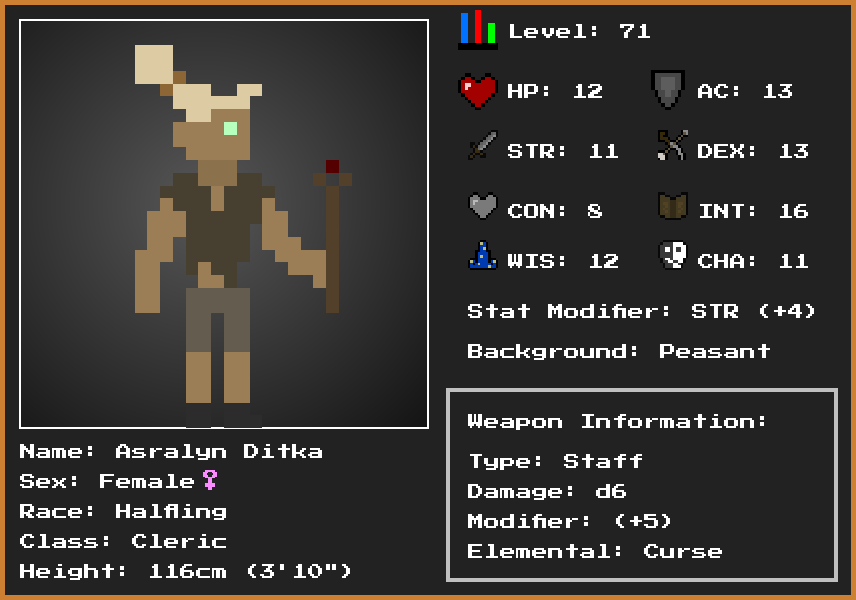 Level: 71
HP: 12 AC: 13
STR: 11 DEX: 13
CON: 8 INT: 16
WIS: 12 CHA: 11
Stat Modifier: STR (+4)
Background: Peasant
Weapon Information:
Type: Staff
Damage: d6
Modifier: (+5)
Elemental: Curse
Name: Asralyn Ditka
Sex: Female♀
Race: Halfling
Class: Cleric
Height: 116cm (3'10")